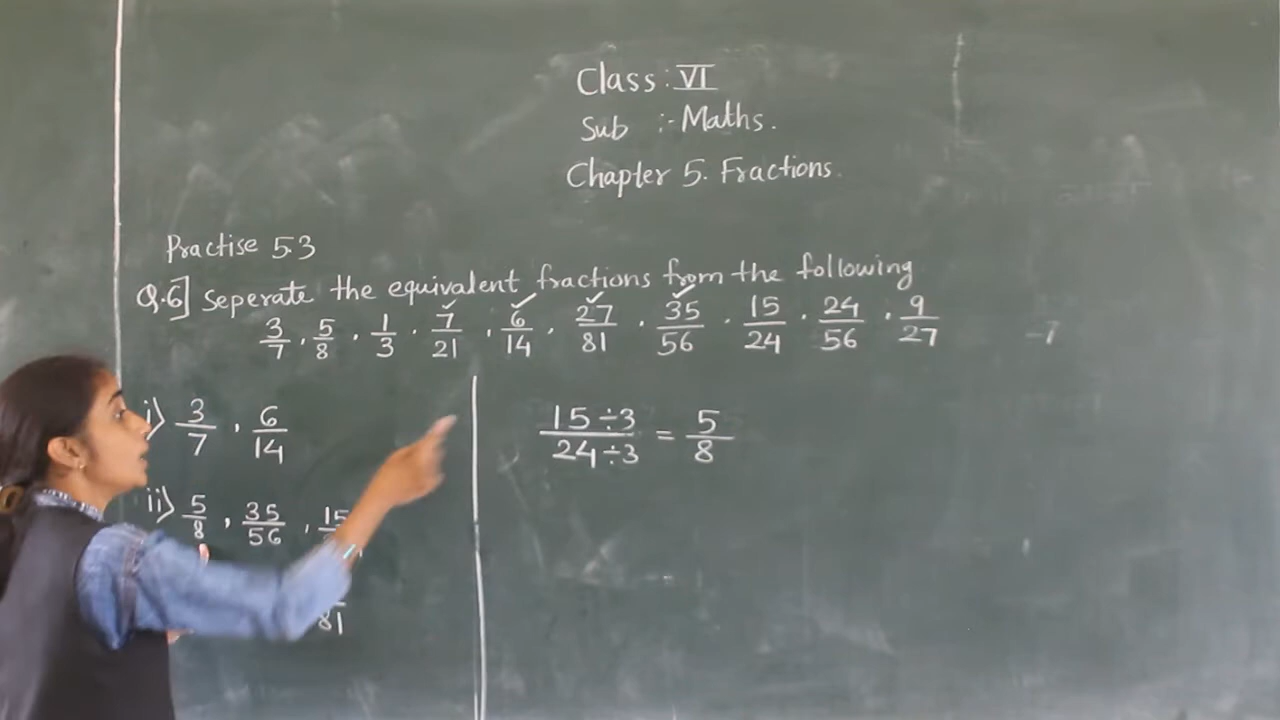 Class : VI
Sub :- Maths.
Chapter 5. Fractions.
Practise 5.3
Q.6] Seperate the equivalent fractions from the following
3/7 , 5/8 , 1/3 , 7/21 , 6/14 , 27/81 , 35/56 , 15/24 , 24/56 , 9/27
i) 3/7 , 6/14
ii) 5/8 , 35/56 , 15
81
15÷3/24÷3 = 5/8